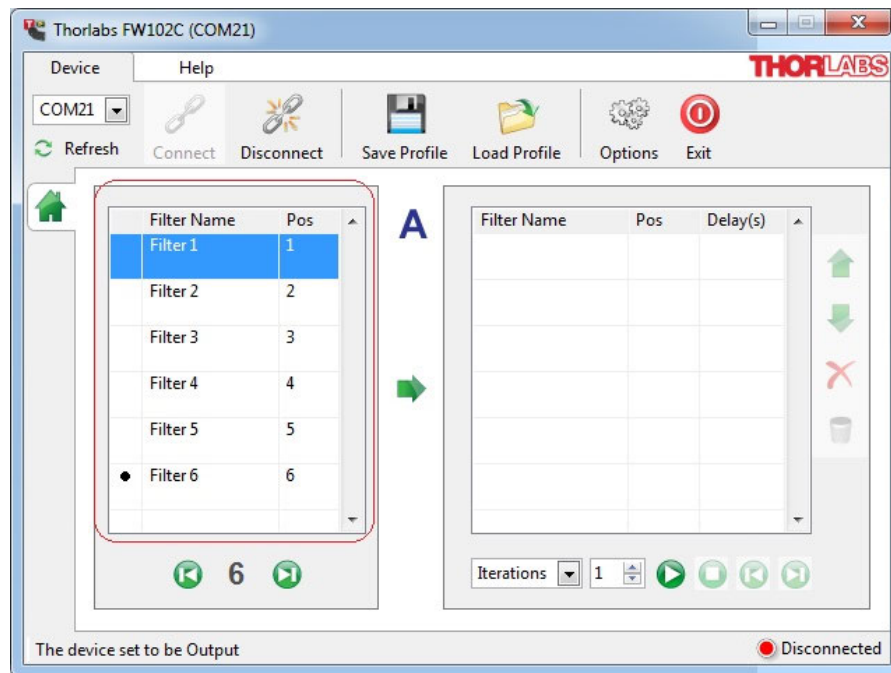 Thorlabs FW102C (COM21)
Device Help
THORLABS
COM21
Refresh
Connect Disconnect Save Profile Load Profile Options Exit
Filter Name Pos
Filter 1 1
Filter 2 2
Filter 3 3
Filter 4 4
Filter 5 5
Filter 6 6
6
A
Filter Name Pos Delay(s)
Iterations 1
The device set to be Output
Disconnected